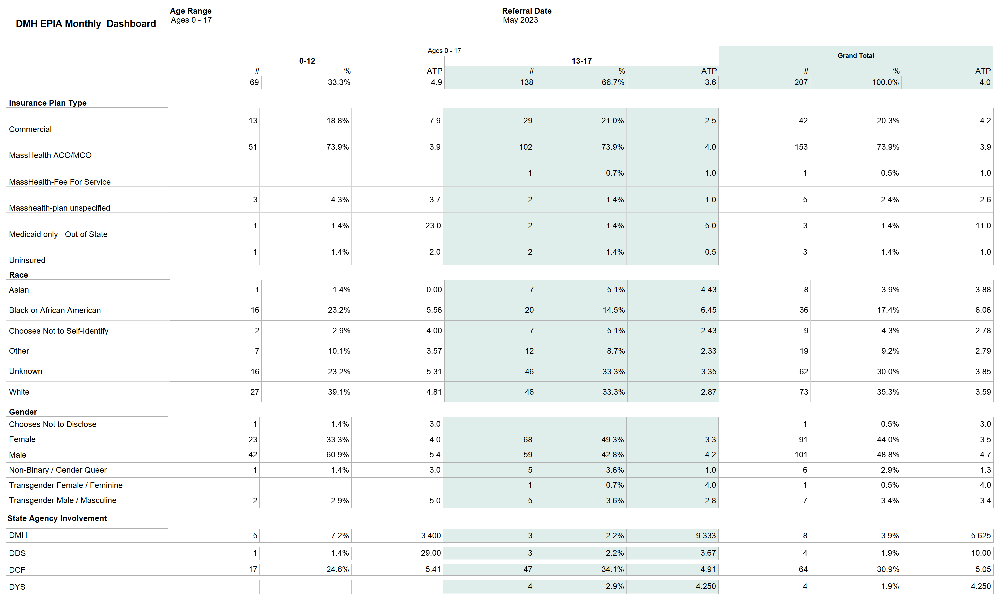 Age Range
Referral Date
DMH EPIA Monthly Dashboard
Ages 0 - 17
May 2023
Ages 0 - 17
Grand Total
0-12
13-17
# % ATP # % ATP # % ATP
69 33.3% 4.9 138 66.7% 3.6 207 100.0% 4.0
Insurance Plan Type
Commercial 13 18.8% 7.9 29 21.0% 2.5 42 20.3% 4.2
MassHealth ACO/MCO 51 73.9% 3.9 102 73.9% 4.0 153 73.9% 3.9
MassHealth-Fee For Service 1 0.7% 1.0 1 0.5% 1.0
Masshealth-plan unspecified 3 4.3% 3.7 2 1.4% 1.0 5 2.4% 2.6
Medicaid only - Out of State 1 1.4% 23.0 2 1.4% 5.0 3 1.4% 11.0
Uninsured 1 1.4% 2.0 2 1.4% 0.5 3 1.4% 1.0
Race
Asian 1 1.4% 0.00 7 5.1% 4.43 8 3.9% 3.88
Black or African American 16 23.2% 5.56 20 14.5% 6.45 36 17.4% 6.06
Chooses Not to Self-Identify 2 2.9% 4.00 7 5.1% 2.43 9 4.3% 2.78
Other 7 10.1% 3.57 12 8.7% 2.33 19 9.2% 2.79
Unknown 16 23.2% 5.31 46 33.3% 3.35 62 30.0% 3.85
White 27 39.1% 4.81 46 33.3% 2.87 73 35.3% 3.59
Gender
Chooses Not to Disclose 1 1.4% 3.0 1 0.5% 3.0
Female 23 33.3% 4.0 68 49.3% 3.3 91 44.0% 3.5
Male 42 60.9% 5.4 59 42.8% 4.2 101 48.8% 4.7
Non-Binary / Gender Queer 1 1.4% 3.0 5 3.6% 1.0 6 2.9% 1.3
Transgender Female / Feminine 1 0.7% 4.0 1 0.5% 4.0
Transgender Male / Masculine 2 2.9% 5.0 5 3.6% 2.8 7 3.4% 3.4
State Agency Involvement
DMH 5 7.2% 3.400 3 2.2% 9.333 8 3.9% 5.625
DDS 1 1.4% 29.00 3 2.2% 3.67 4 1.9% 10.00
DCF 17 24.6% 5.41 47 34.1% 4.91 64 30.9% 5.05
DYS 4 2.9% 4.250 4 1.9% 4.250